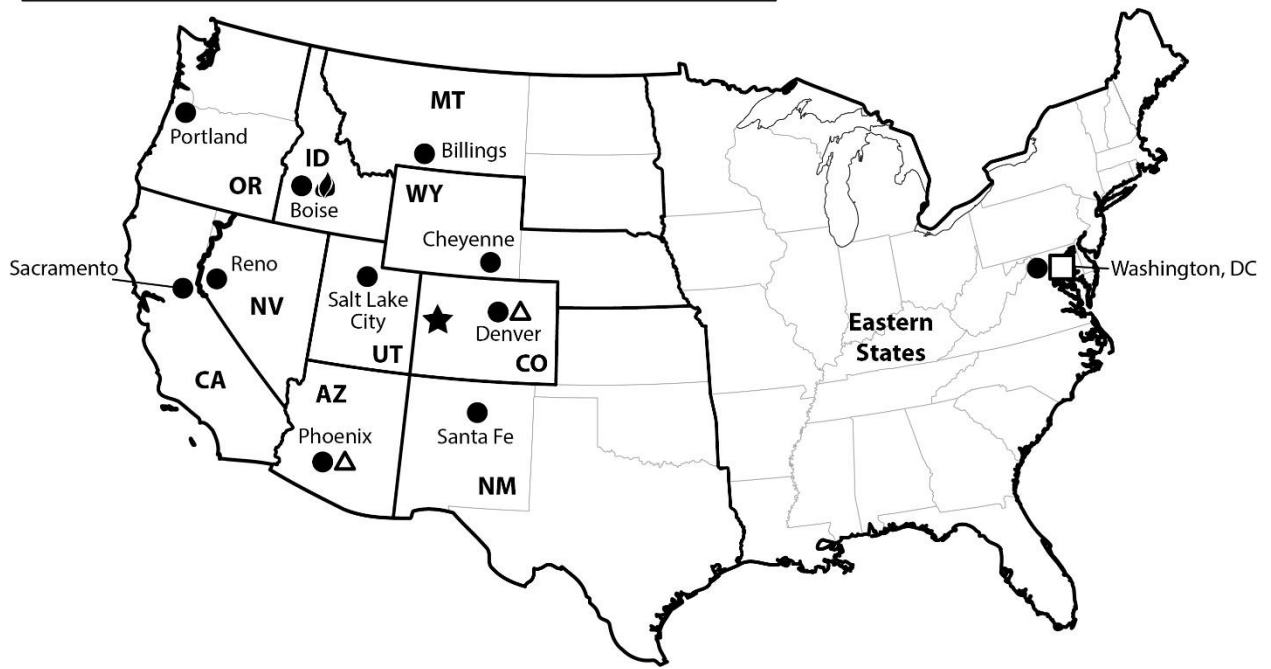 MT
Portland
Billings
ID
OR
Boise
WY
Cheyenne
Sacramento
Reno
Washington, DC
NV
Salt Lake
City
Denver
Eastern
States
UT
CO
CA
AZ
Phoenix
Santa Fe
NM